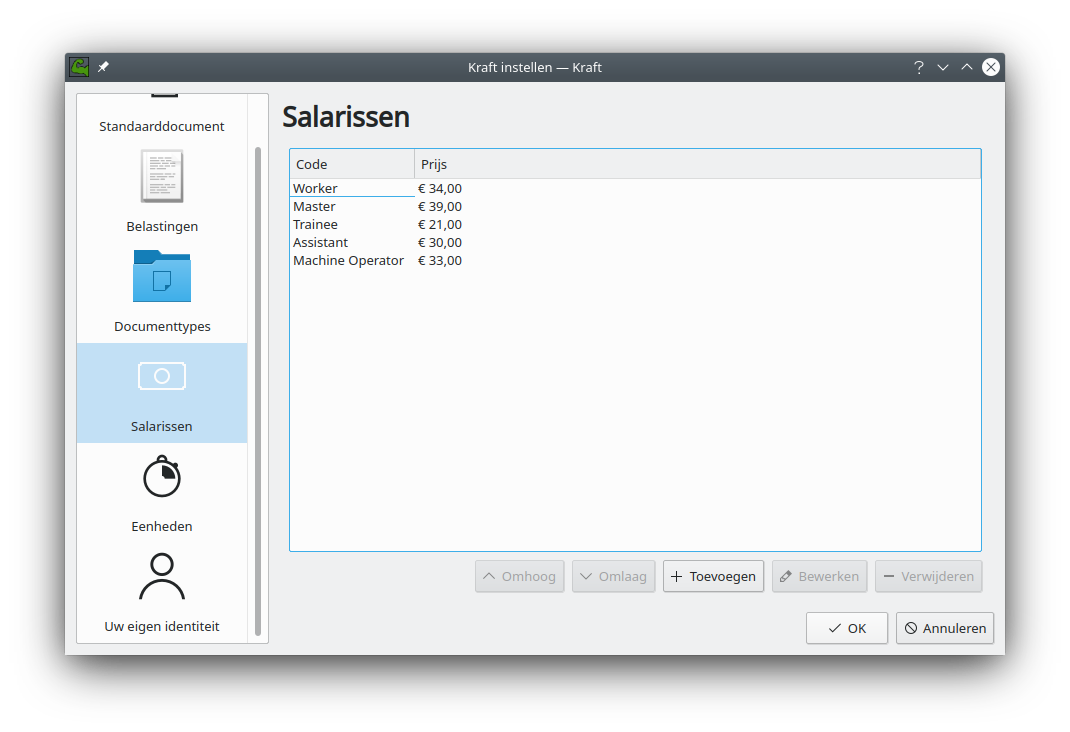 Kraft instellen — Kraft
Standaarddocument
Belastingen
Documenttypes
Salarissen
Eenheden
Uw eigen identiteit
Salarissen
Code Prijs
Worker € 34,00
Master € 39,00
Trainee € 21,00
Assistant € 30,00
Machine Operator € 33,00
Omhoog Omlaag Toevoegen Bewerken Verwijderen
OK Annuleren